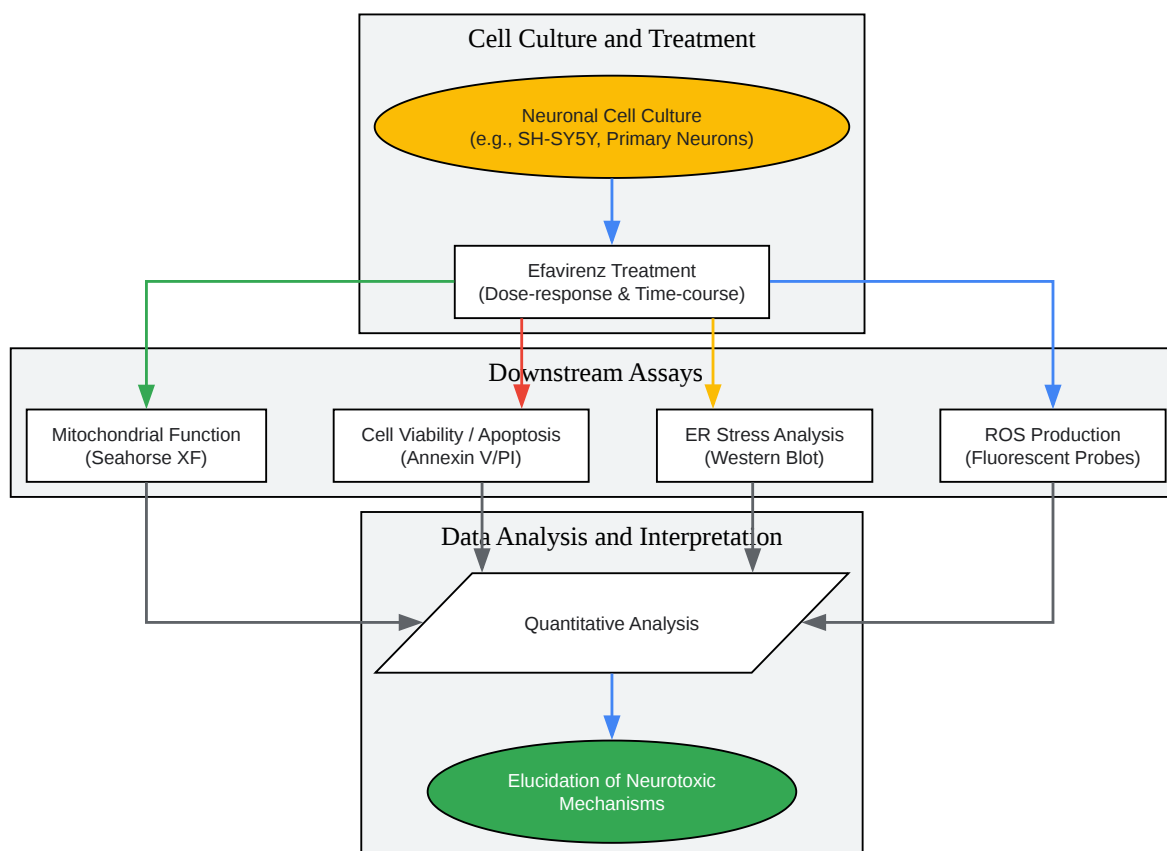 Cell Culture and Treatment
Neuronal Cell Culture
(e.g., SH-SY5Y, Primary Neurons)
Efavirenz Treatment
(Dose-response & Time-course)
Downstream Assays
Mitochondrial Function
(Seahorse XF)
Cell Viability / Apoptosis
(Annexin V/PI)
ER Stress Analysis
(Western Blot)
ROS Production
(Fluorescent Probes)
Data Analysis and Interpretation
Quantitative Analysis
Elucidation of Neurotoxic
Mechanisms